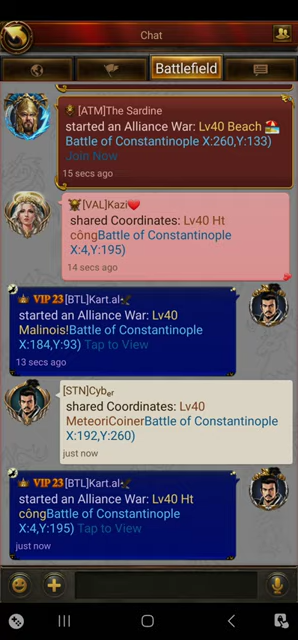 Chat
Battlefield
[ATM]The Sardine
started an Alliance War: Lv40 Beach 🏖️
Battle of Constantinople X:260,Y:133)
Join Now
15 secs ago
[VAL]Kazi❤️
shared Coordinates: Lv40 Ht
côngBattle of Constantinople
X:4,Y:195)
14 secs ago
VIP 23 [BTL]Kart.al🦅
started an Alliance War: Lv40
Malinois!Battle of Constantinople
X:184,Y:93) Tap to View
13 secs ago
[STN]Cybₑr
shared Coordinates: Lv40
MeteoriCoinerBattle of Constantinople
X:192,Y:260)
just now
VIP 23 [BTL]Kart.al🦅
started an Alliance War: Lv40 Ht
côngBattle of Constantinople
X:4,Y:195) Tap to View
just now